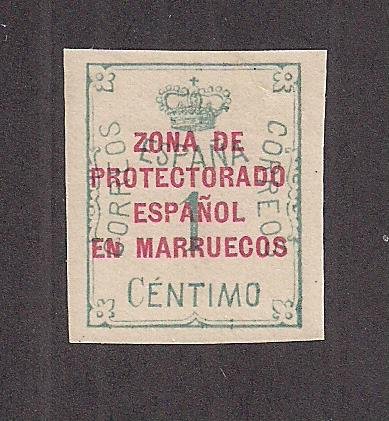 ESPAÑA
CORREOS
CORREOS
ZONA DE
PROTECTORADO
ESPAÑOL
EN MARRUECOS
1
CÉNTIMO